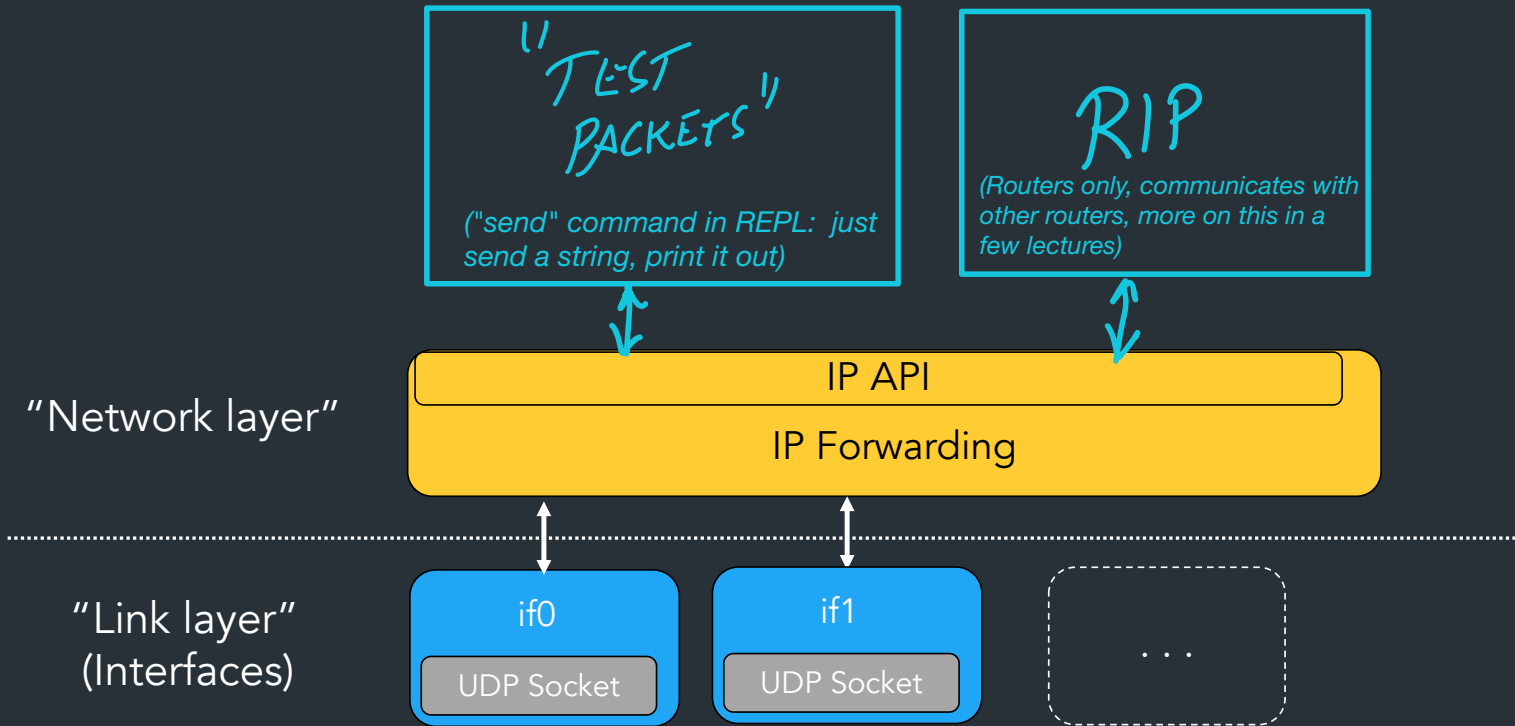 "TEST
PACKETS"
("send" command in REPL: just
send a string, print it out)
RIP
(Routers only, communicates with
other routers, more on this in a
few lectures)
IP API
"Network layer"
IP Forwarding
"Link layer"
(Interfaces)
if0
UDP Socket
if1
UDP Socket
. . .